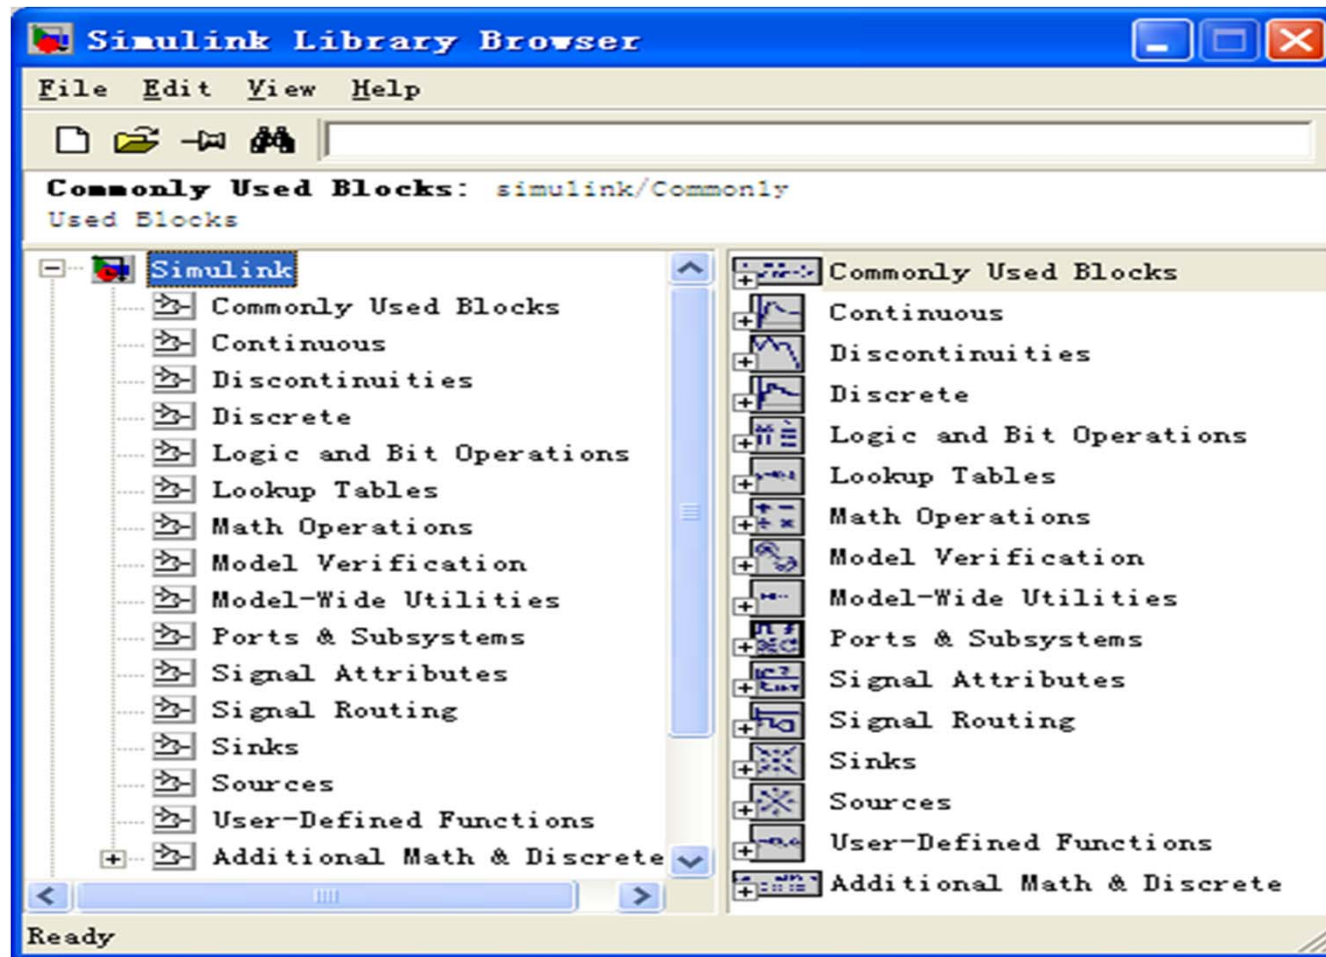 Simulink Library Browser
File Edit View Help
Commonly Used Blocks: simulink/Commonly
Used Blocks
Simulink
Commonly Used Blocks
Continuous
Discontinuities
Discrete
Logic and Bit Operations
Lookup Tables
Math Operations
Model Verification
Model-Wide Utilities
Ports & Subsystems
Signal Attributes
Signal Routing
Sinks
Sources
User-Defined Functions
Additional Math & Discrete
Commonly Used Blocks
Continuous
Discontinuities
Discrete
Logic and Bit Operations
Lookup Tables
Math Operations
Model Verification
Model-Wide Utilities
Ports & Subsystems
Signal Attributes
Signal Routing
Sinks
Sources
User-Defined Functions
Additional Math & Discrete
Ready